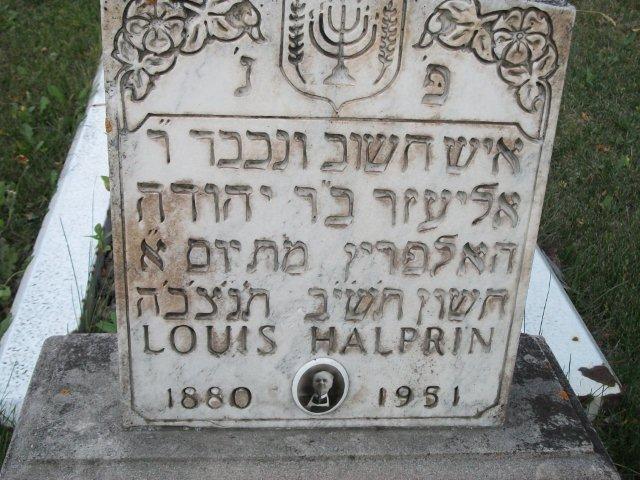 פ נ
איש חשוב ונכבד ר'
אליעזר ב"ר יהודה
האלפרין מת יום א'
חשון תשי"ב תנצב"ה
LOUIS HALPRIN
1880 1951